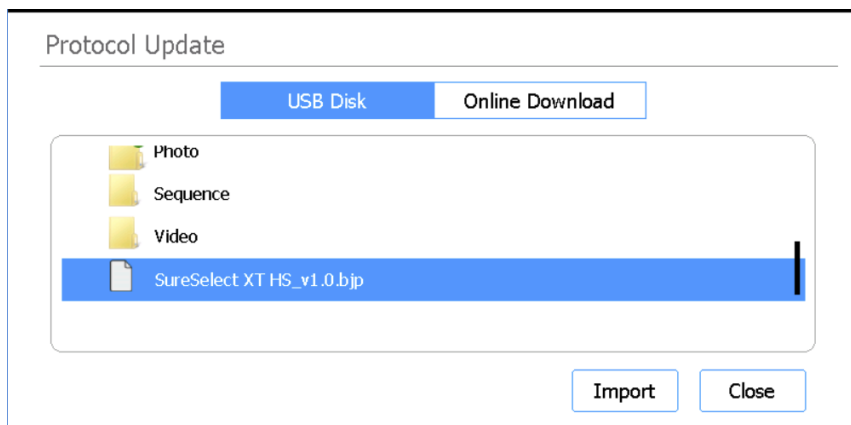 Protocol Update
USB Disk Online Download
Photo
Sequence
Video
SureSelect XT HS_v1.0.bjp
Import Close